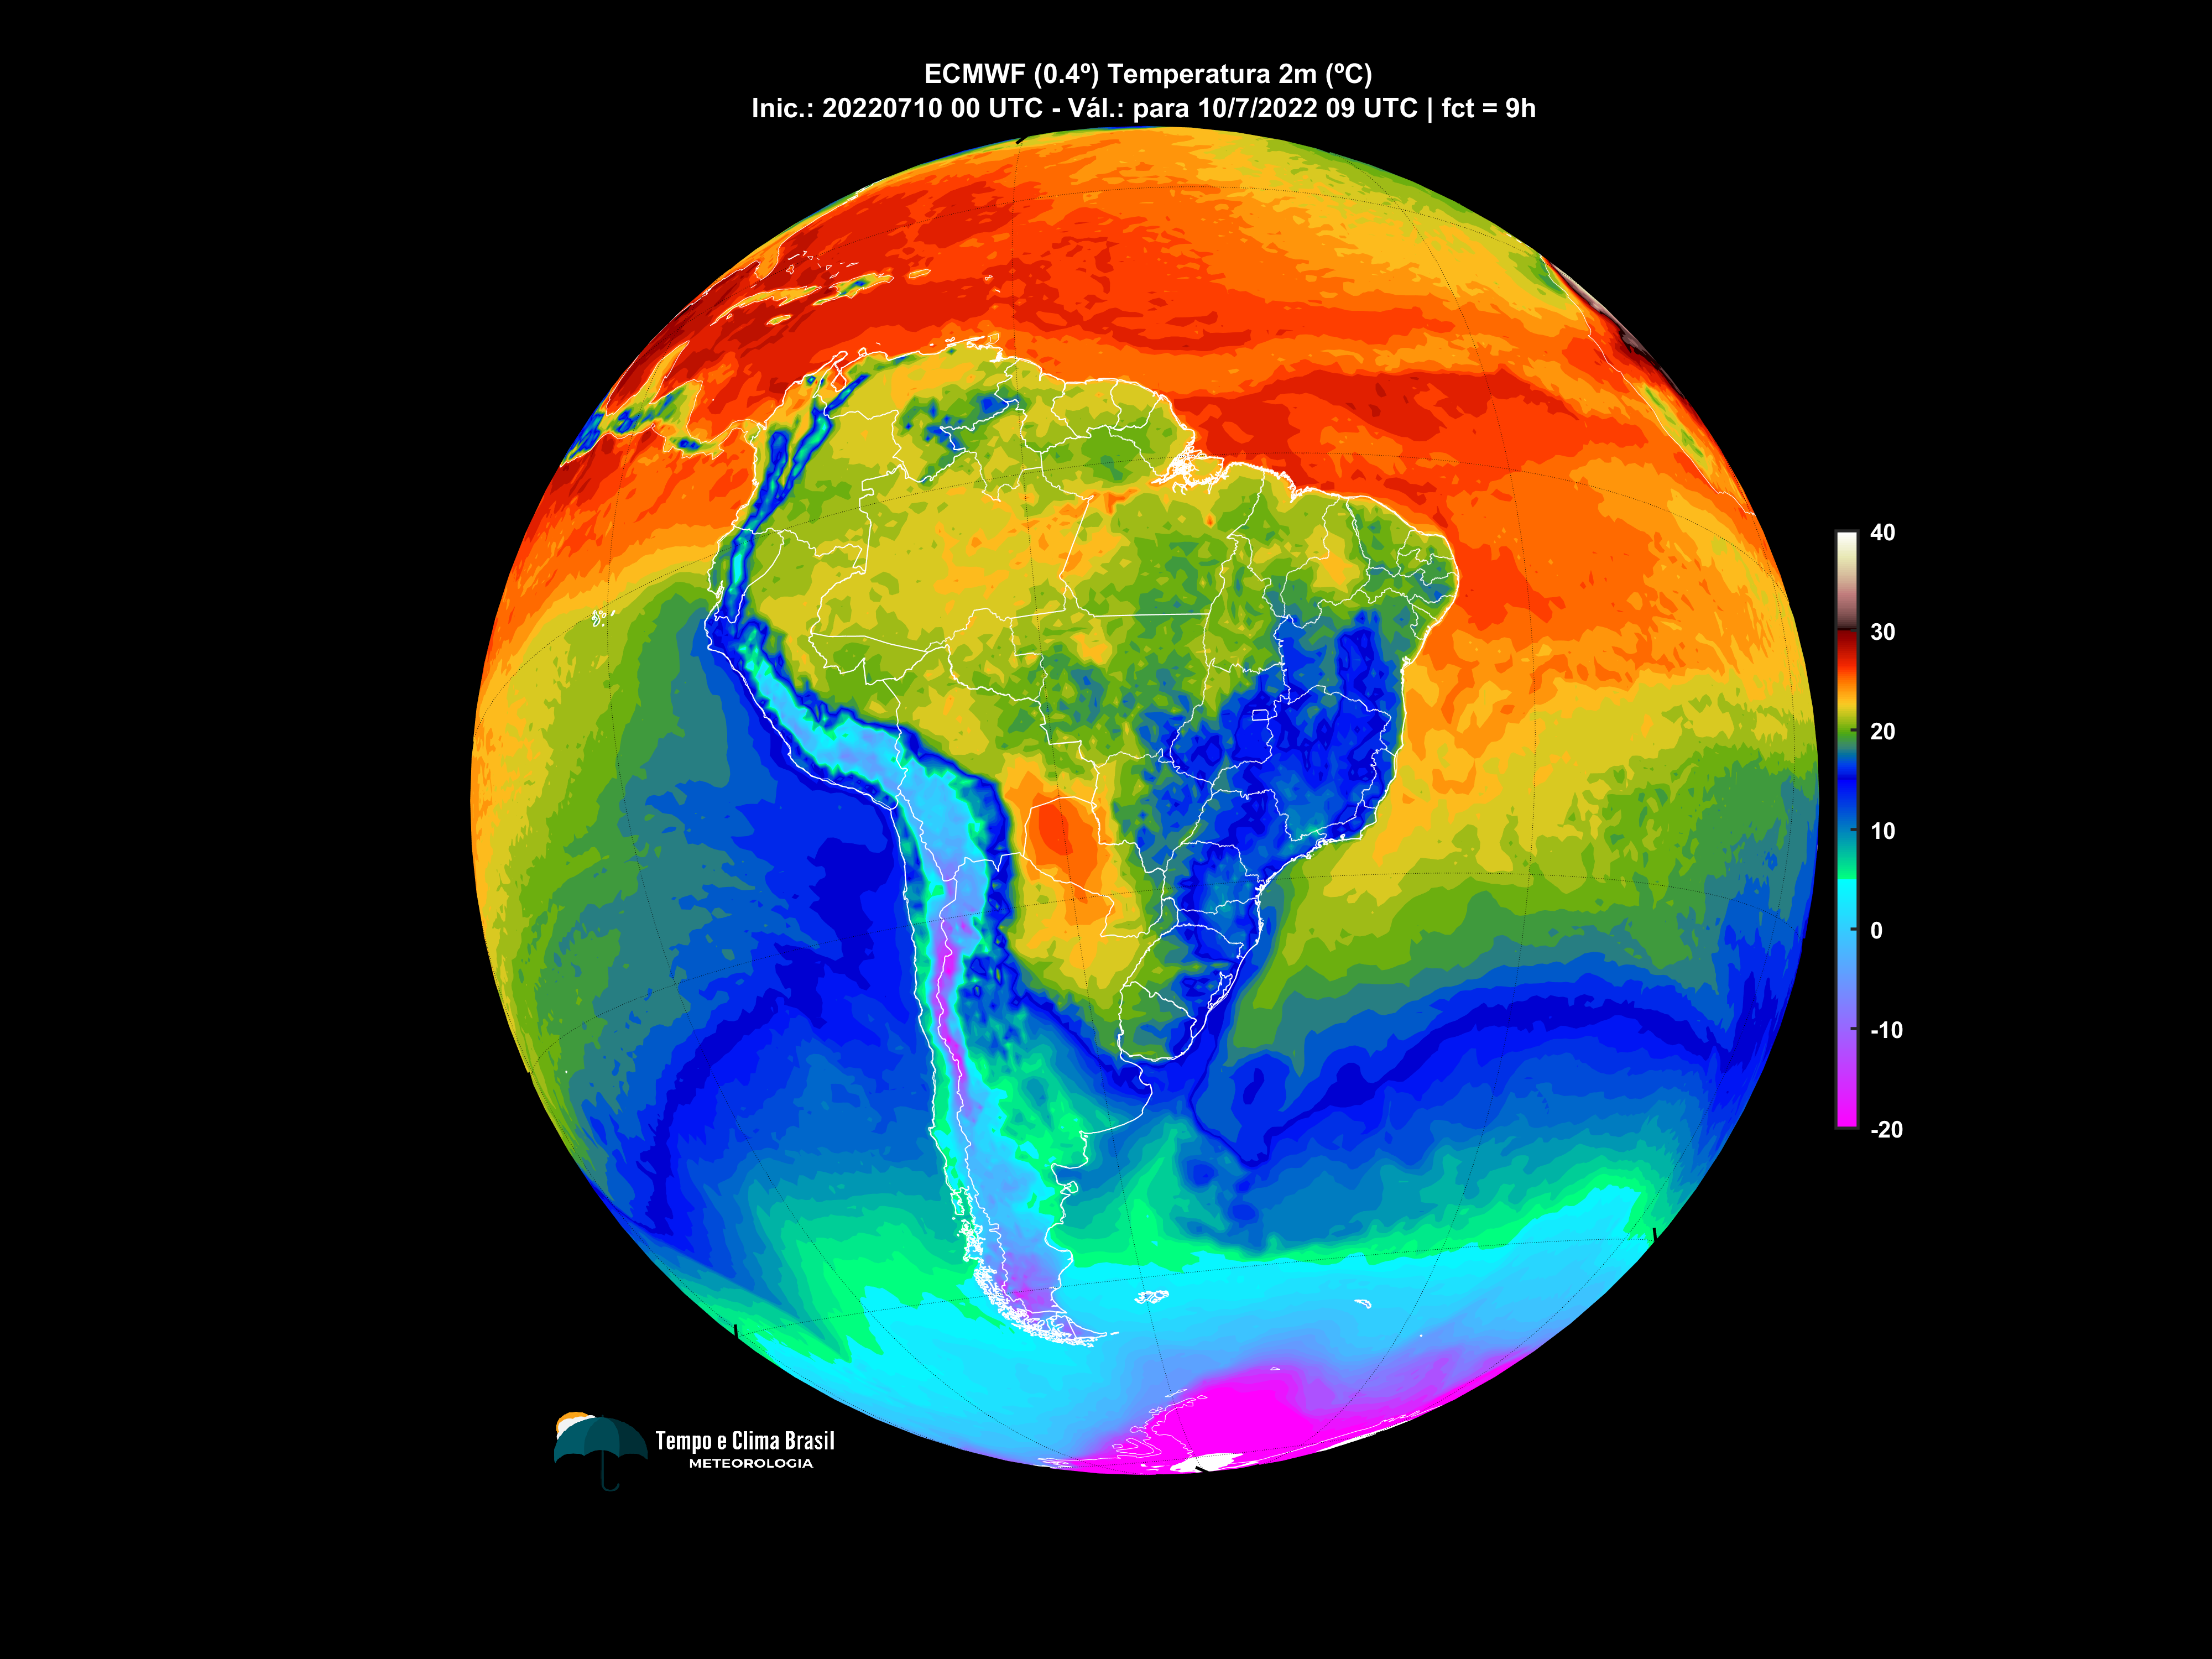 ECMWF (0.4º) Temperatura 2m (ºC)
Inic.: 20220710 00 UTC - Vál.: para 10/7/2022 09 UTC | fct = 9h
40
30
20
10
0
-10
-20
Tempo e Clima Brasil
METEOROLOGIA